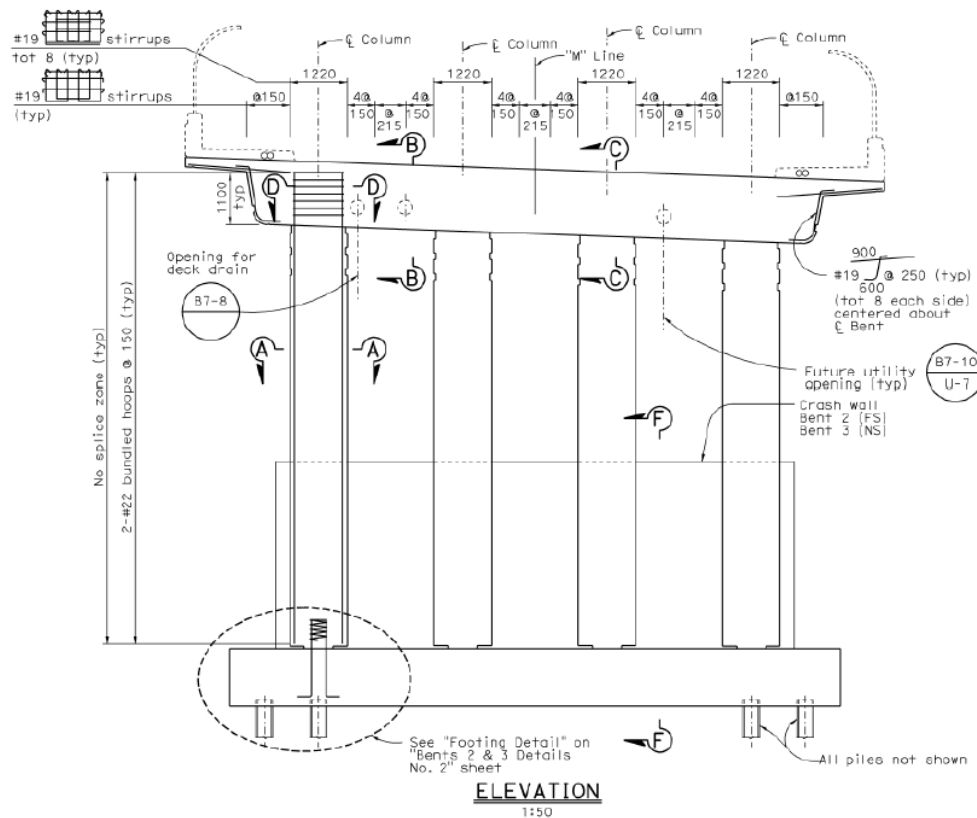 ℄ Column
℄ Column
℄ Column
℄ Column
"M" Line
#19 stirrups
tot 8 (typ)
#19 stirrups
(typ)
1220
1220
1220
1220
@150
4@
150
@
215
4@
150
4@
150
@
215
4@
150
4@
150
@
215
4@
150
@150
B
C
D
D
1100
typ
Opening for
deck drain
B7-8
B
C
900
#19 @ 250 (typ)
600
(tot 8 each side)
centered about
℄ Bent
A
A
Future utility
opening (typ)
B7-10
U-7
Crash wall
Bent 2 (FS)
Bent 3 (NS)
F
No splice zone (typ)
2-#22 bundled hoops @ 150 (typ)
See "Footing Detail" on
"Bents 2 & 3 Details
No. 2" sheet
F
All piles not shown
ELEVATION
1:50